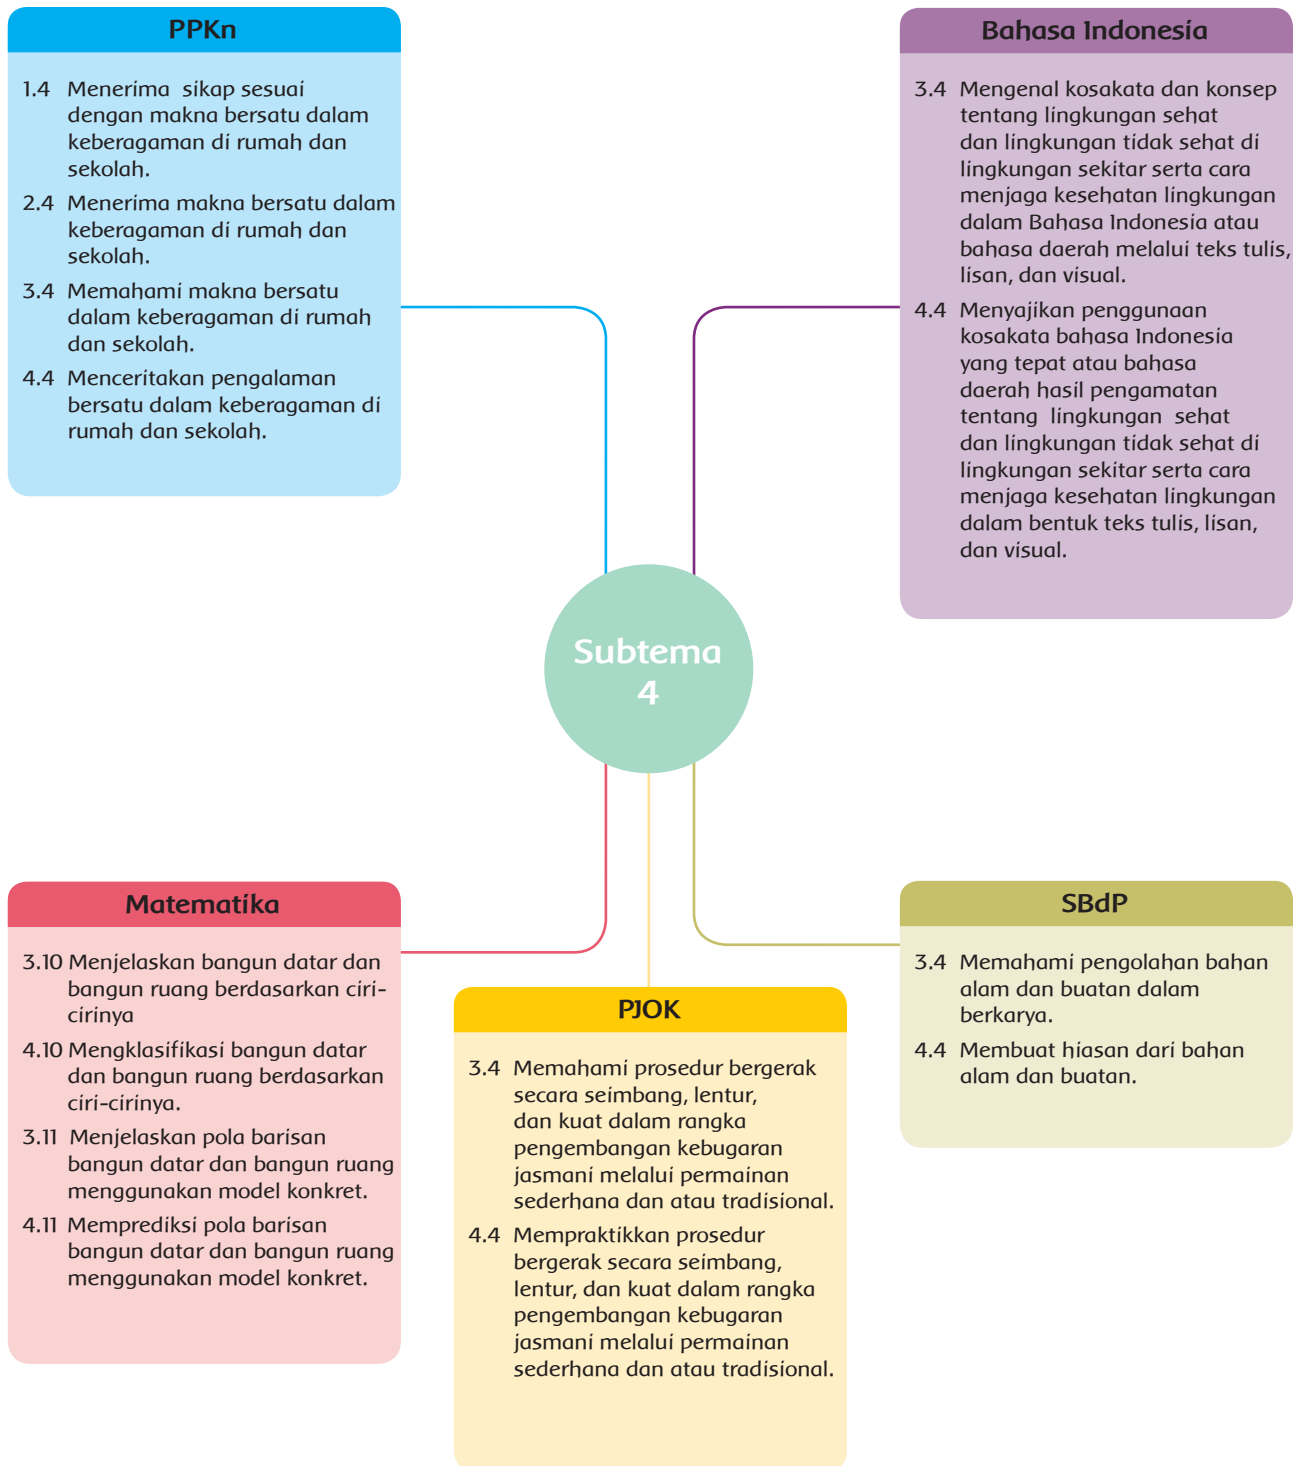 PPKn
1.4 Menerima sikap sesuai
dengan makna bersatu dalam
keberagaman di rumah dan
sekolah.
2.4 Menerima makna bersatu dalam
keberagaman di rumah dan
sekolah.
3.4 Memahami makna bersatu
dalam keberagaman di rumah
dan sekolah.
4.4 Menceritakan pengalaman
bersatu dalam keberagaman di
rumah dan sekolah.
Bahasa Indonesia
3.4 Mengenal kosakata dan konsep
tentang lingkungan sehat
dan lingkungan tidak sehat di
lingkungan sekitar serta cara
menjaga kesehatan lingkungan
dalam Bahasa Indonesia atau
bahasa daerah melalui teks tulis,
lisan, dan visual.
4.4 Menyajikan penggunaan
kosakata bahasa Indonesia
yang tepat atau bahasa
daerah hasil pengamatan
tentang lingkungan sehat
dan lingkungan tidak sehat di
lingkungan sekitar serta cara
menjaga kesehatan lingkungan
dalam bentuk teks tulis, lisan,
dan visual.
Subtema
4
Matematika
3.10 Menjelaskan bangun datar dan
bangun ruang berdasarkan ciri-
cirinya
4.10 Mengklasifikasi bangun datar
dan bangun ruang berdasarkan
ciri-cirinya.
3.11 Menjelaskan pola barisan
bangun datar dan bangun ruang
menggunakan model konkret.
4.11 Memprediksi pola barisan
bangun datar dan bangun ruang
menggunakan model konkret.
PJOK
3.4 Memahami prosedur bergerak
secara seimbang, lentur,
dan kuat dalam rangka
pengembangan kebugaran
jasmani melalui permainan
sederhana dan atau tradisional.
4.4 Mempraktikkan prosedur
bergerak secara seimbang,
lentur, dan kuat dalam rangka
pengembangan kebugaran
jasmani melalui permainan
sederhana dan atau tradisional.
SBdP
3.4 Memahami pengolahan bahan
alam dan buatan dalam
berkarya.
4.4 Membuat hiasan dari bahan
alam dan buatan.